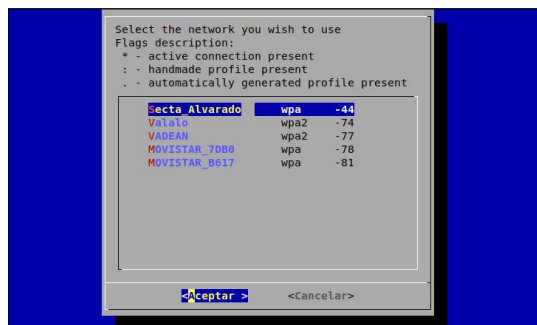 Select the network you wish to use
Flags description:
* - active connection present
: - handmade profile present
. - automatically generated profile present
Secta_Alvarado wpa -44
Valalo wpa2 -74
VADEAN wpa2 -77
MOVISTAR_7DB0 wpa -78
MOVISTAR_B617 wpa -81
<Aceptar > <Cancelar>